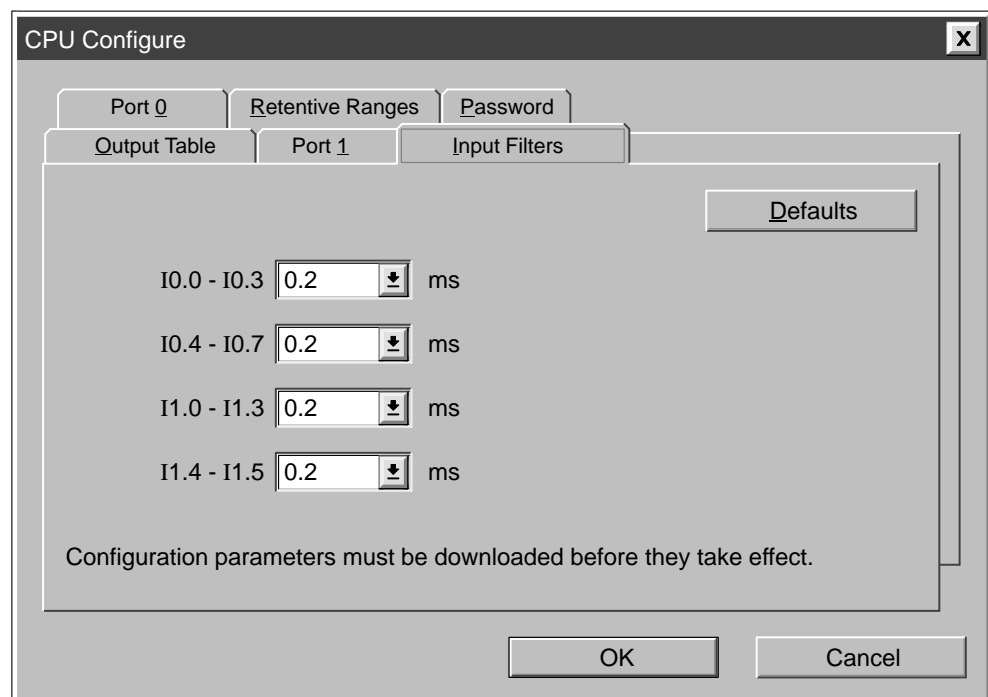 CPU Configure X
Port 0 Retentive Ranges Password
Output Table Port 1 Input Filters
Defaults
I0.0 - I0.3 0.2 ms
I0.4 - I0.7 0.2 ms
I1.0 - I1.3 0.2 ms
I1.4 - I1.5 0.2 ms
Configuration parameters must be downloaded before they take effect.
OK Cancel